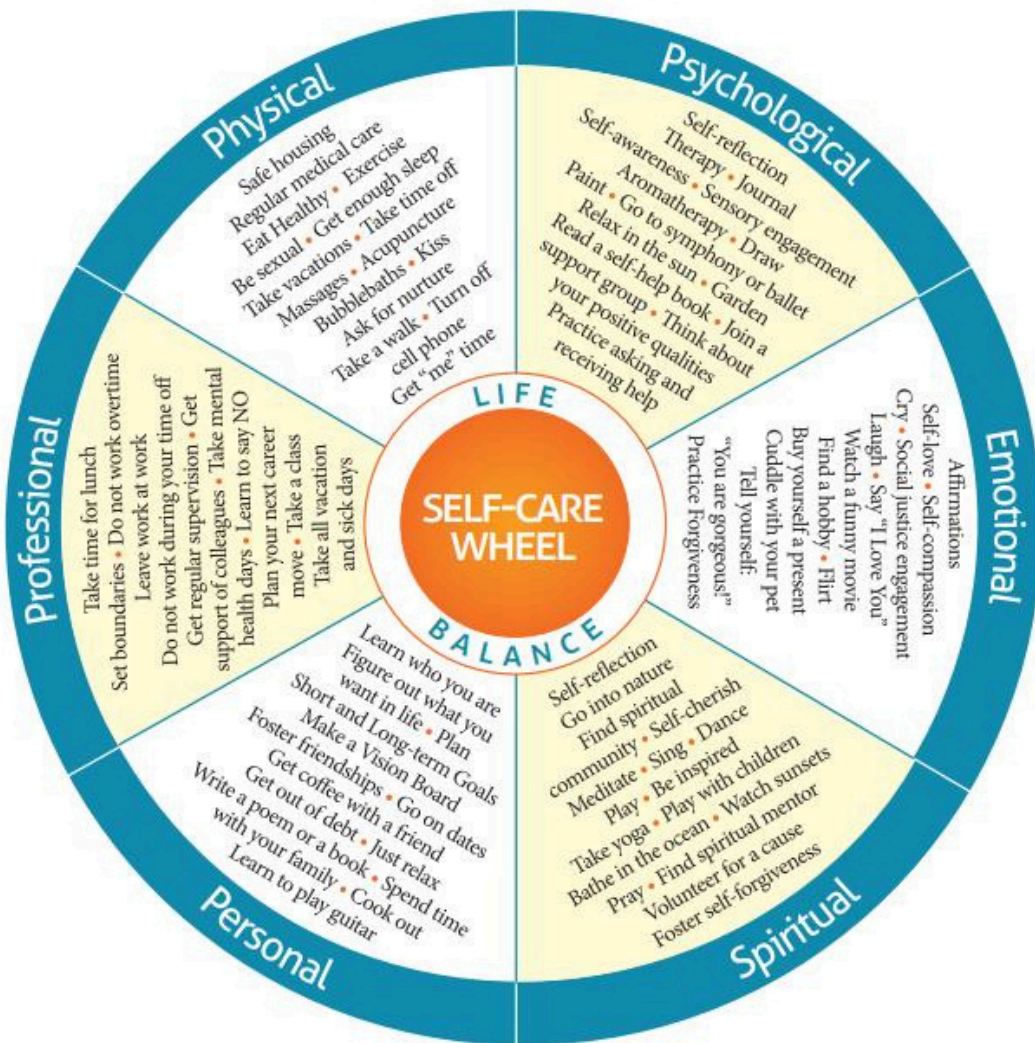 Physical
Safe housing
Regular medical care
Eat Healthy • Exercise
Be sexual • Get enough sleep
Take vacations • Take time off
Massages • Acupuncture
Bubblebaths • Kiss
Ask for nurture
Take a walk • Turn off
cell phone
Get “me” time
Psychological
Self-reflection
Therapy • Journal
Self-awareness • Sensory engagement
Aromatherapy • Draw
Paint • Go to symphony or ballet
Relax in the sun • Garden
Read a self-help book • Join a
support group • Think about
your positive qualities
Practice asking and
receiving help
Emotional
Affirmations
Self-love • Self-compassion
Cry • Social justice engagement
Laugh • Say “I Love You”
Watch a funny movie
Find a hobby • Flirt
Buy yourself a present
Cuddle with your pet
Tell yourself:
“You are gorgeous!”
Practice Forgiveness
Spiritual
Self-reflection
Go into nature
Find spiritual
community • Self-cherish
Meditate • Sing • Dance
Play • Be inspired
Take yoga • Play with children
Bathe in the ocean • Watch sunsets
Pray • Find spiritual mentor
Volunteer for a cause
Foster self-forgiveness
Personal
Learn who you are
Figure out what you
want in life • Plan
Short and Long-term Goals
Make a Vision Board
Foster friendships • Go on dates
Get coffee with a friend
Get out of debt • Just relax
Write a poem or a book • Spend time
with your family • Cook out
Learn to play guitar
Professional
Take time for lunch
Set boundaries • Do not work overtime
Leave work at work
Do not work during your time off
Get regular supervision • Get
support of colleagues • Take mental
health days • Learn to say NO
Plan your next career
move • Take a class
Take all vacation
and sick days
LIFE
SELF-CARE
WHEEL
BALANCE